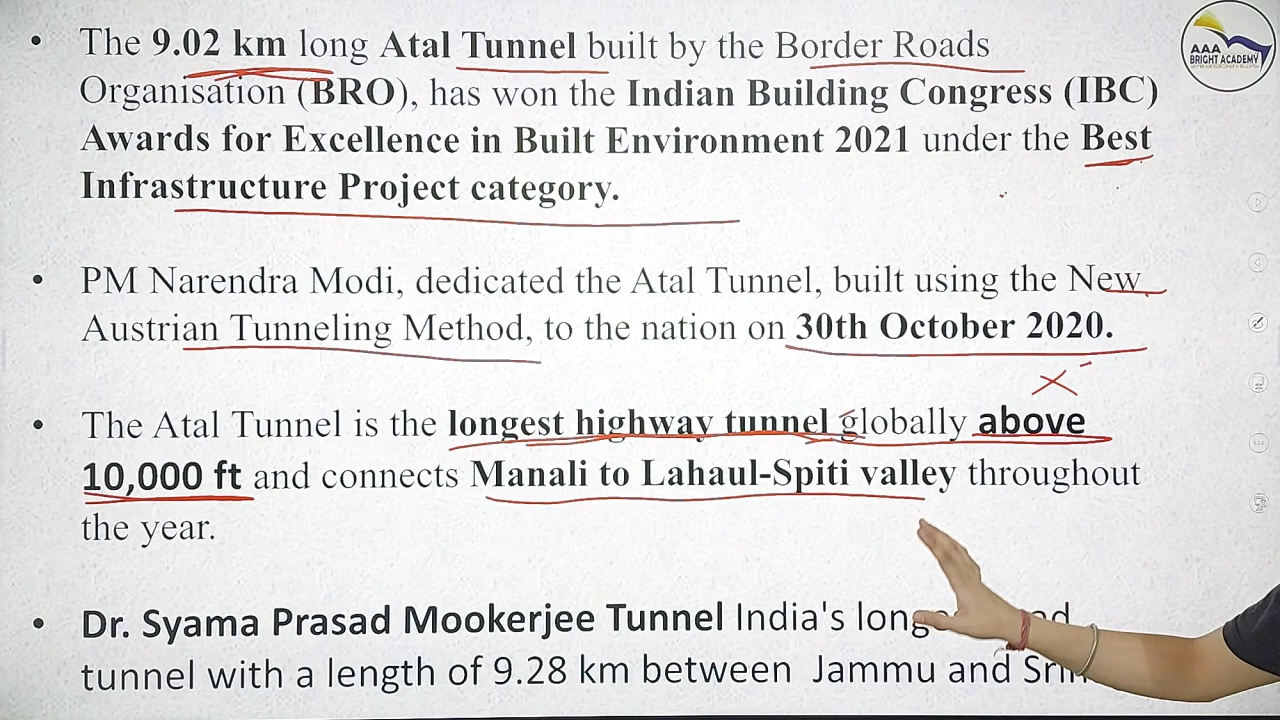 AAA
BRIGHT ACADEMY
• The 9.02 km long Atal Tunnel built by the Border Roads
Organisation (BRO), has won the Indian Building Congress (IBC)
Awards for Excellence in Built Environment 2021 under the Best
Infrastructure Project category.
• PM Narendra Modi, dedicated the Atal Tunnel, built using the New
Austrian Tunneling Method, to the nation on 30th October 2020.
• The Atal Tunnel is the longest highway tunnel globally above
10,000 ft and connects Manali to Lahaul-Spiti valley throughout
the year.
• Dr. Syama Prasad Mookerjee Tunnel India's
tunnel with a length of 9.28 km between Jammu and